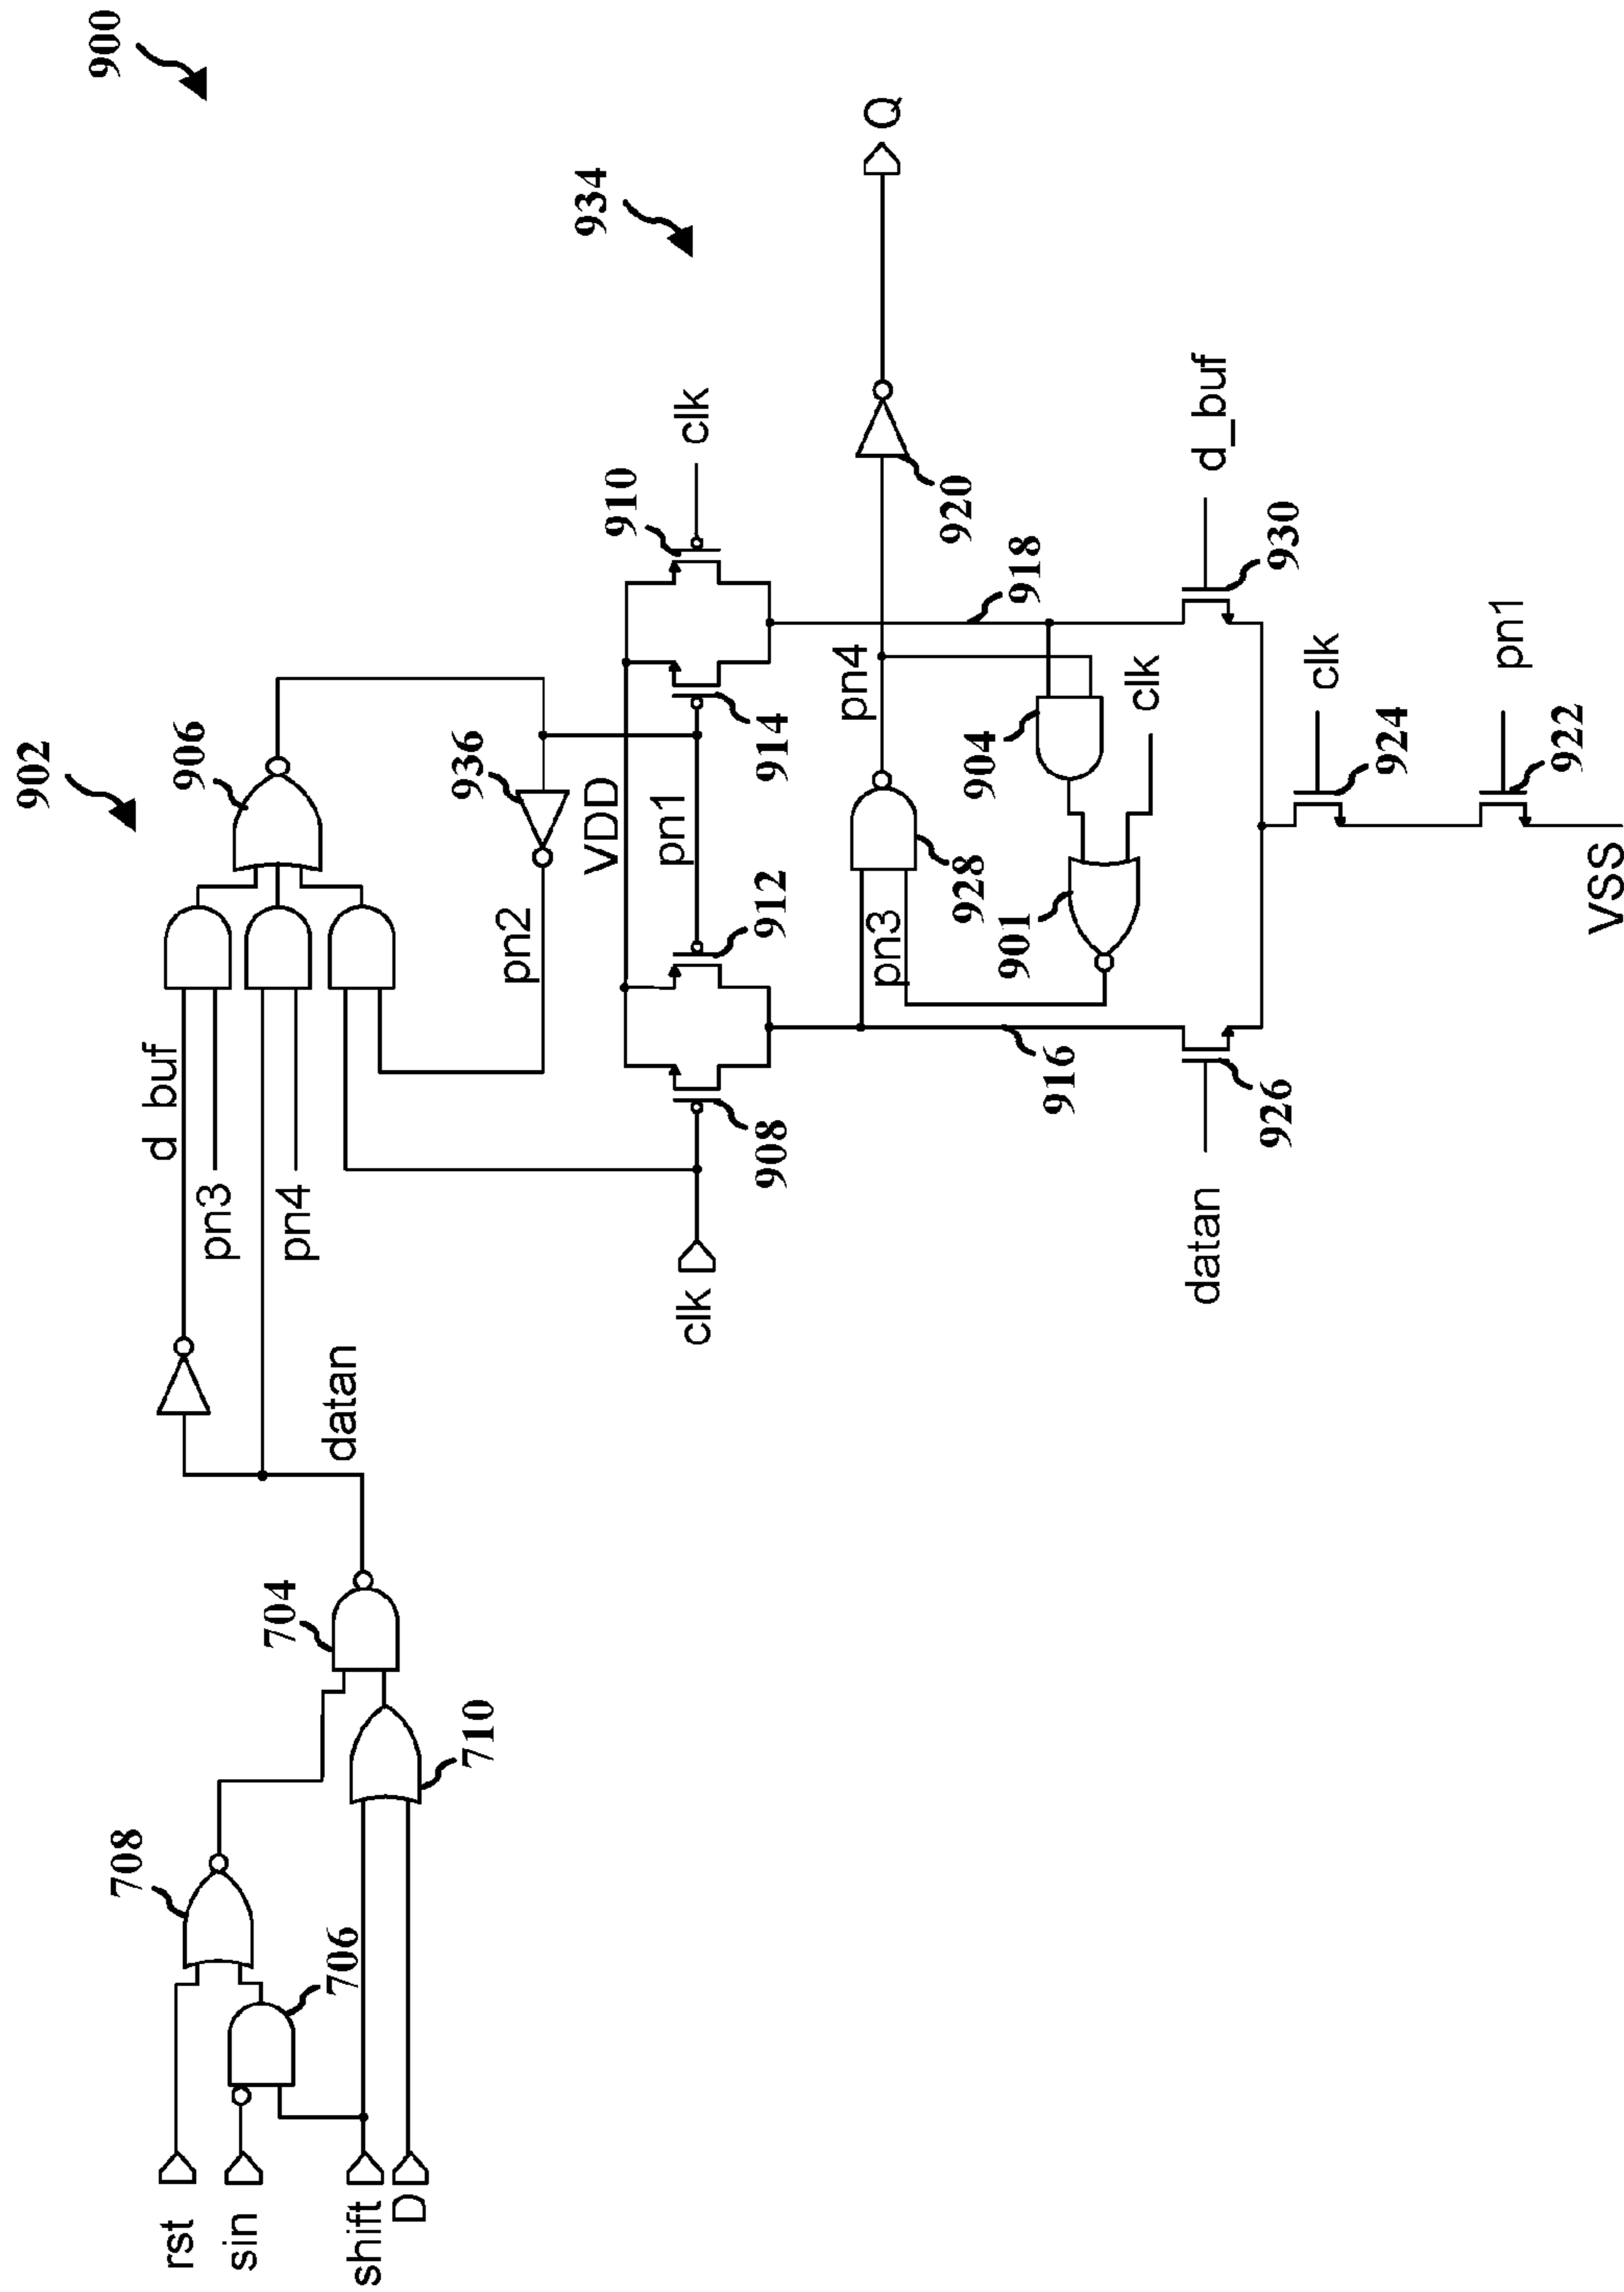 900
902
934
906
936
d_buf
pn3
pn4
datan
704
708
710
706
rst
sin
shift
D
pn2
VDD
pn1
clk
908
912
914
910
clk
Q
pn4
920
pn3
928
904
901
clk
918
916
datan
926
d_buf
930
clk
924
pn1
922
VSS